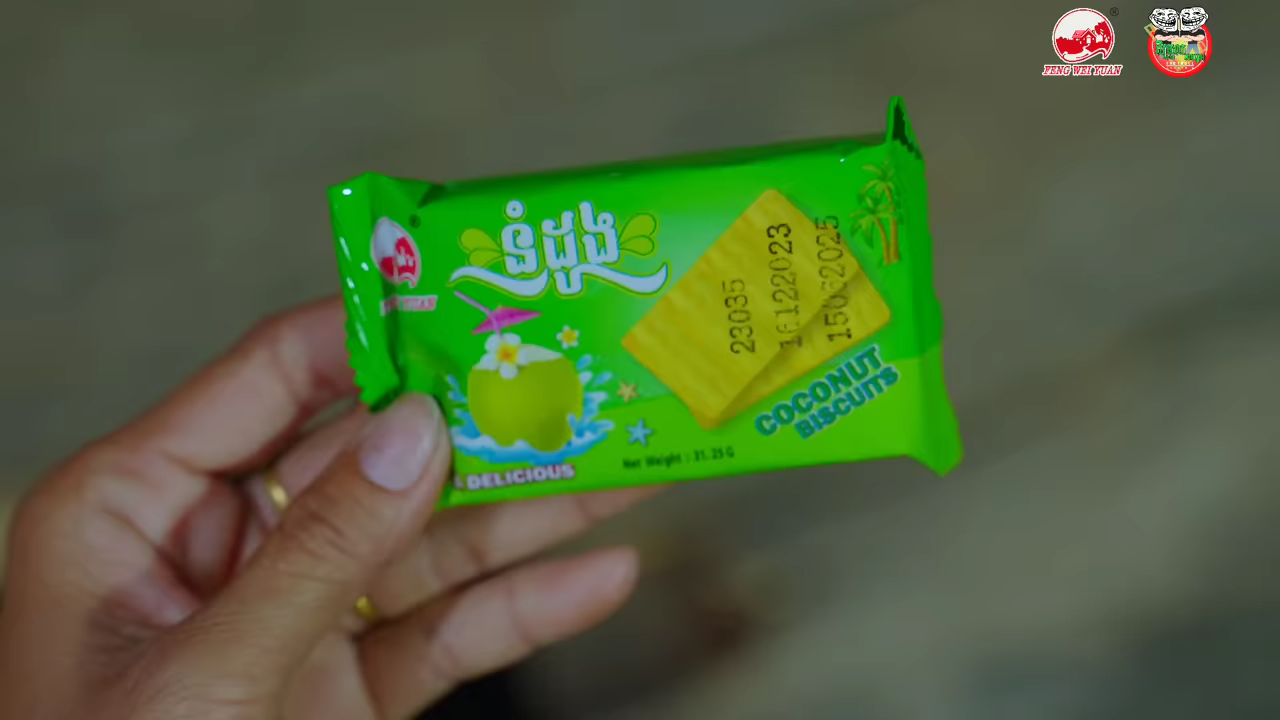 ®
FENG WEI YUAN
®
នំដូង
23035
16122023
15062025
COCONUT
BISCUITS
Net Weight : 31.25 G
DELICIOUS